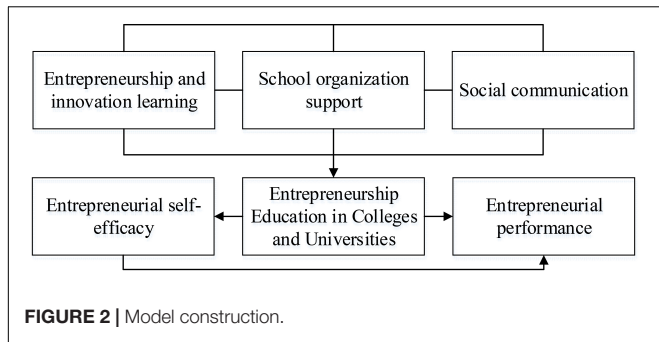 Entrepreneurship and
innovation learning
School organization
support
Social communication
Entrepreneurial self-
efficacy
Entrepreneurship
Education in Colleges
and Universities
Entrepreneurial
performance
FIGURE 2 | Model construction.